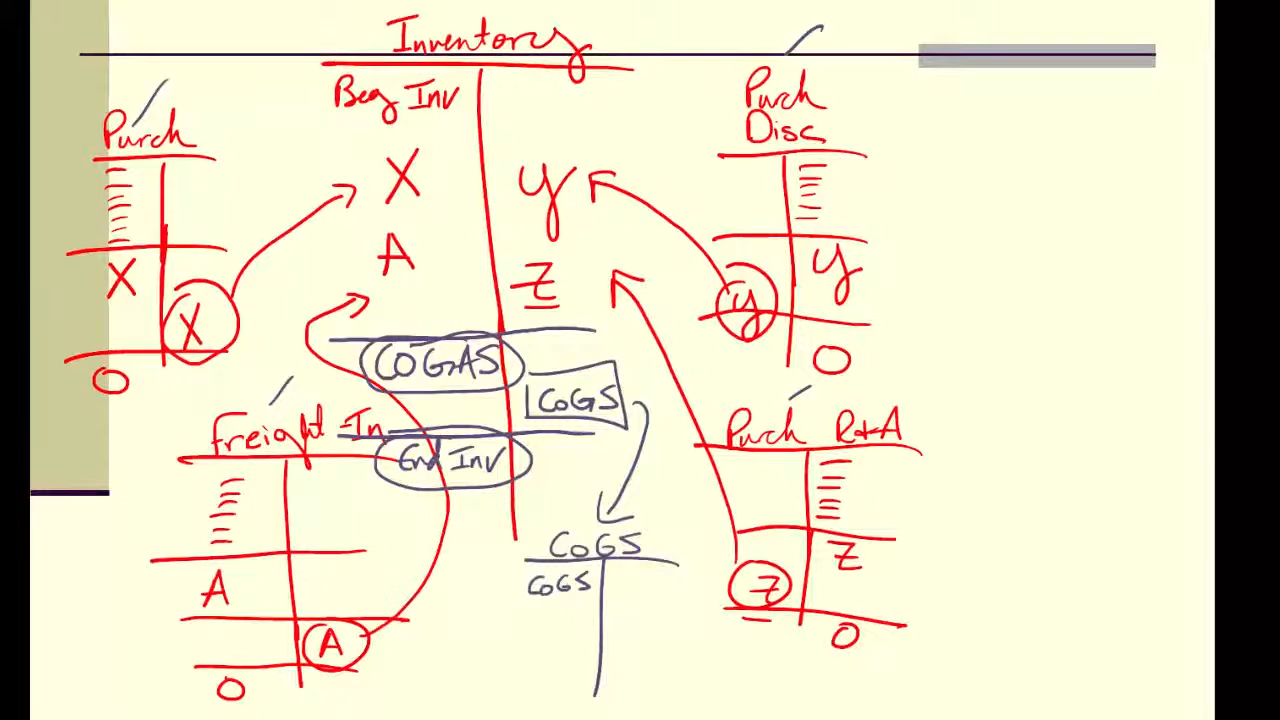 Inventory
Beg Inv
X
A
y
Z
COGAS
COGS
End Inv
Purch
X
X
0
Purch
Disc
y
y
0
Freight-In
A
A
0
COGS
COGS
Purch R+A
Z
Z
0